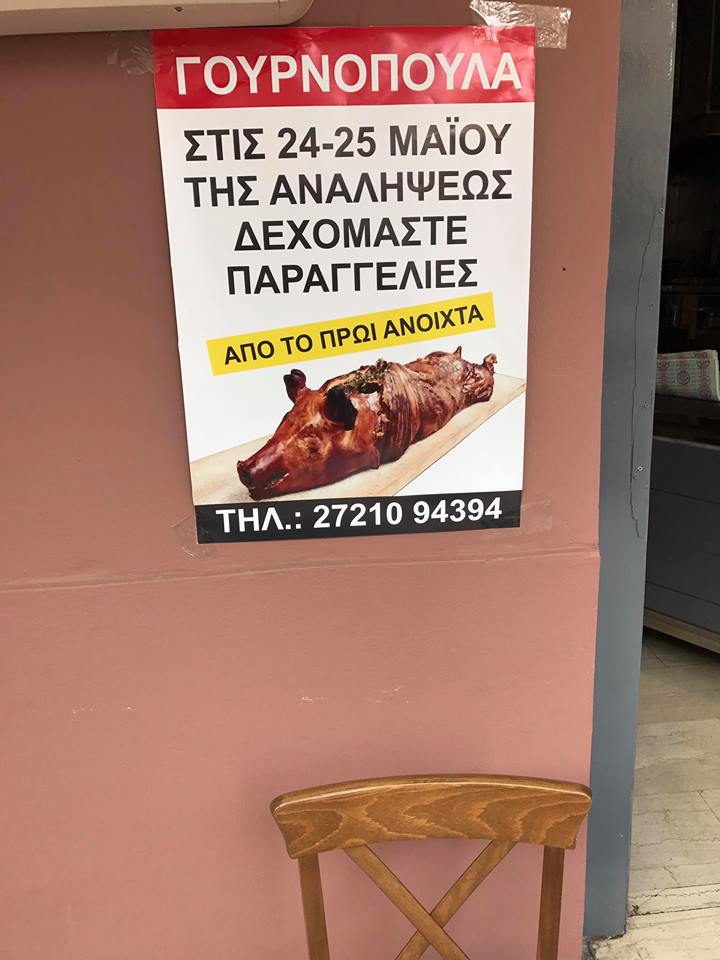 ΓΟΥΡΝΟΠΟΥΛΑ
ΣΤΙΣ 24-25 ΜΑΪΟΥ
ΤΗΣ ΑΝΑΛΗΨΕΩΣ
ΔΕΧΟΜΑΣΤΕ
ΠΑΡΑΓΓΕΛΙΕΣ
ΑΠΟ ΤΟ ΠΡΩΙ ΑΝΟΙΧΤΑ
ΤΗΛ.: 27210 94394